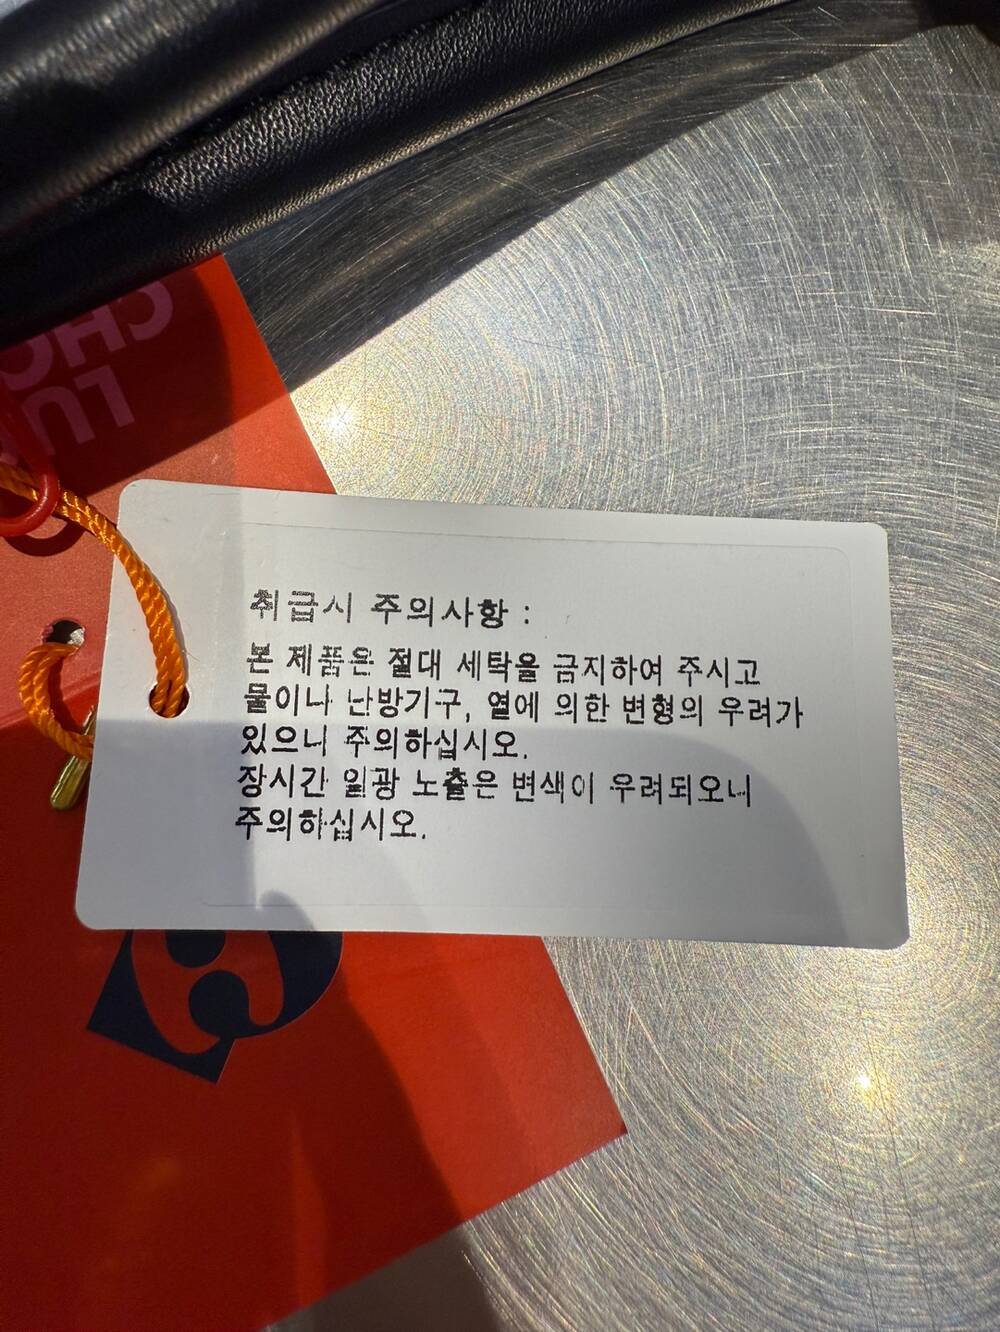 취급시 주의사항 :
본 제품은 절대 세탁을 금지하여 주시고
물이나 난방기구, 열에 의한 변형의 우려가
있으니 주의하십시오.
장시간 일광 노출은 변색이 우려되오니
주의하십시오.